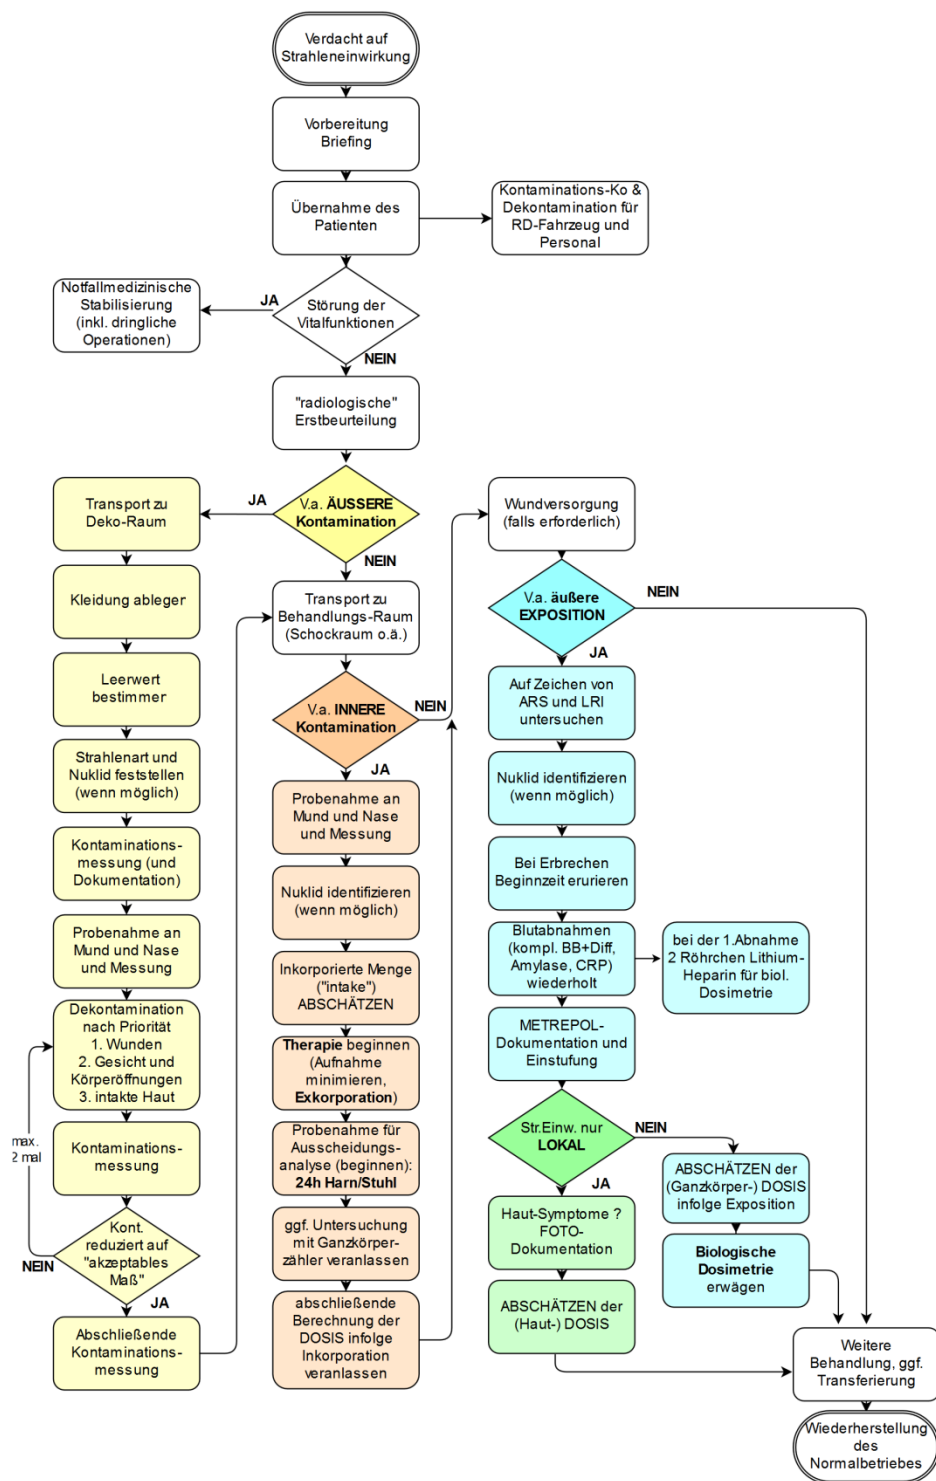 Verdacht auf
Strahleneinwirkung
Vorbereitung
Briefing
Übernahme des
Patienten
Kontaminations-Ko &
Dekontamination für
RD-Fahrzeug und
Personal
Störung der
Vitalfunktionen
JA
Notfallmedizinische
Stabilisierung
(inkl. dringliche
Operationen)
NEIN
"radiologische"
Erstbeurteilung
V.a. ÄUSSERE
Kontamination
JA
Transport zu
Deko-Raum
Kleidung ableger
Leerwert
bestimmer
Strahlenart und
Nuklid feststellen
(wenn möglich)
Kontaminations-
messung (und
Dokumentation)
Probenahme an
Mund und Nase
und Messung
Dekontamination
nach Priorität
1. Wunden
2. Gesicht und
Körperöffnungen
3. intakte Haut
max.
2 mal
Kontaminations-
messung
Kont.
reduziert auf
"akzeptables
Maß"
NEIN
JA
Abschließende
Kontaminations-
messung
NEIN
Transport zu
Behandlungs-Raum
(Schockraum o.ä.)
V.a. INNERE
Kontamination
NEIN
JA
Probenahme an
Mund und Nase
und Messung
Nuklid identifizieren
(wenn möglich)
Inkorporierte Menge
("intake")
ABSCHÄTZEN
Therapie beginnen
(Aufnahme
minimieren,
Exkorporation)
Probenahme für
Ausscheidungs-
analyse (beginnen):
24h Harn/Stuhl
ggf. Untersuchung
mit Ganzkörper-
zähler veranlassen
abschließende
Berechnung der
DOSIS infolge
Inkorporation
veranlassen
Wundversorgung
(falls erforderlich)
V.a. äußere
EXPOSITION
NEIN
JA
Auf Zeichen von
ARS und LRI
untersuchen
Nuklid identifizieren
(wenn möglich)
Bei Erbrechen
Beginnzeit erurieren
Blutabnahmen
(kompl. BB+Diff,
Amylase, CRP)
wiederholt
bei der 1.Abnahme
2 Röhrchen Lithium-
Heparin für biol.
Dosimetrie
METREPOL-
Dokumentation und
Einstufung
Str.Einw. nur
LOKAL
NEIN
JA
Haut-Symptome ?
FOTO-
Dokumentation
ABSCHÄTZEN der
(Haut-) DOSIS
ABSCHÄTZEN der
(Ganzkörper-) DOSIS
infolge Exposition
Biologische
Dosimetrie
erwägen
Weitere
Behandlung, ggf.
Transferierung
Wiederherstellung
des
Normalbetriebes